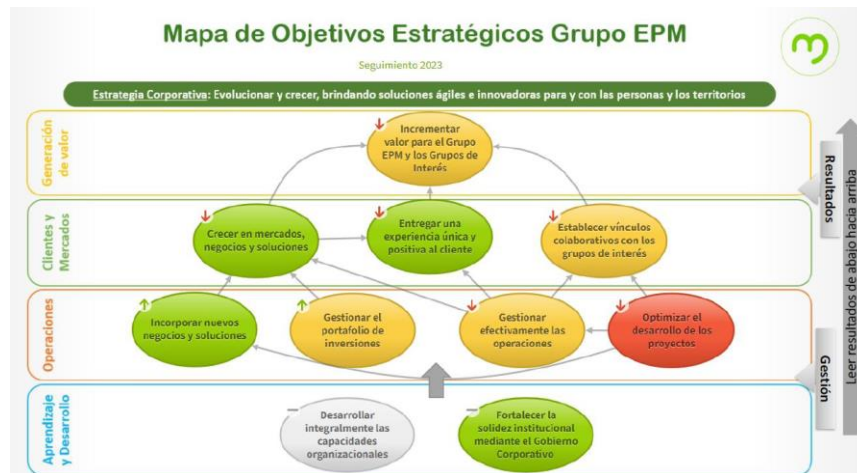 Mapa de Objetivos Estratégicos Grupo EPM
Seguimiento 2023
Estrategia Corporativa: Evolucionar y crecer, brindando soluciones ágiles e innovadoras para y con las personas y los territorios
Generación
de valor
Incrementar
valor para el Grupo
EPM y los Grupos de
Interés
Clientes y
Mercados
Crecer en mercados,
negocios y soluciones
Entregar una
experiencia única y
positiva al cliente
Establecer vínculos
colaborativos con los
grupos de interés
Operaciones
Incorporar nuevos
negocios y soluciones
Gestionar el
portafolio de
inversiones
Gestionar
efectivamente las
operaciones
Optimizar el
desarrollo de los
proyectos
Aprendizaje
y Desarrollo
Desarrollar
integralmente las
capacidades
organizacionales
Fortalecer la
solidez institucional
mediante el Gobierno
Corporativo
Resultados
Gestión
Leer resultados de abajo hacia arriba